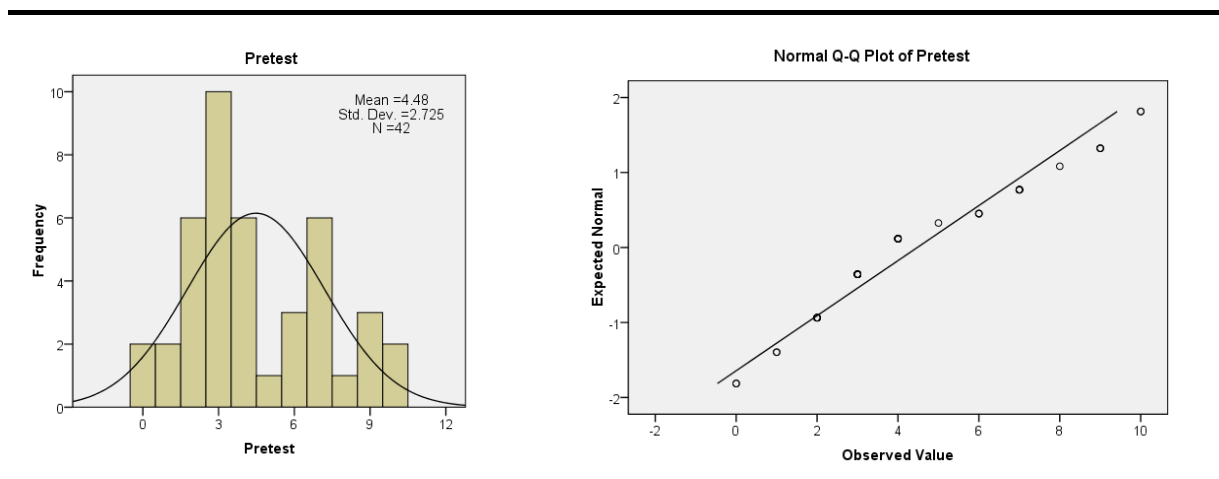 Pretest
10
8
6
4
2
0
Frequency
Mean =4.48
Std. Dev. =2.725
N =42
0 3 6 9 12
Pretest
Normal Q-Q Plot of Pretest
2
1
0
-1
-2
Expected Normal
-2 0 2 4 6 8 10
Observed Value